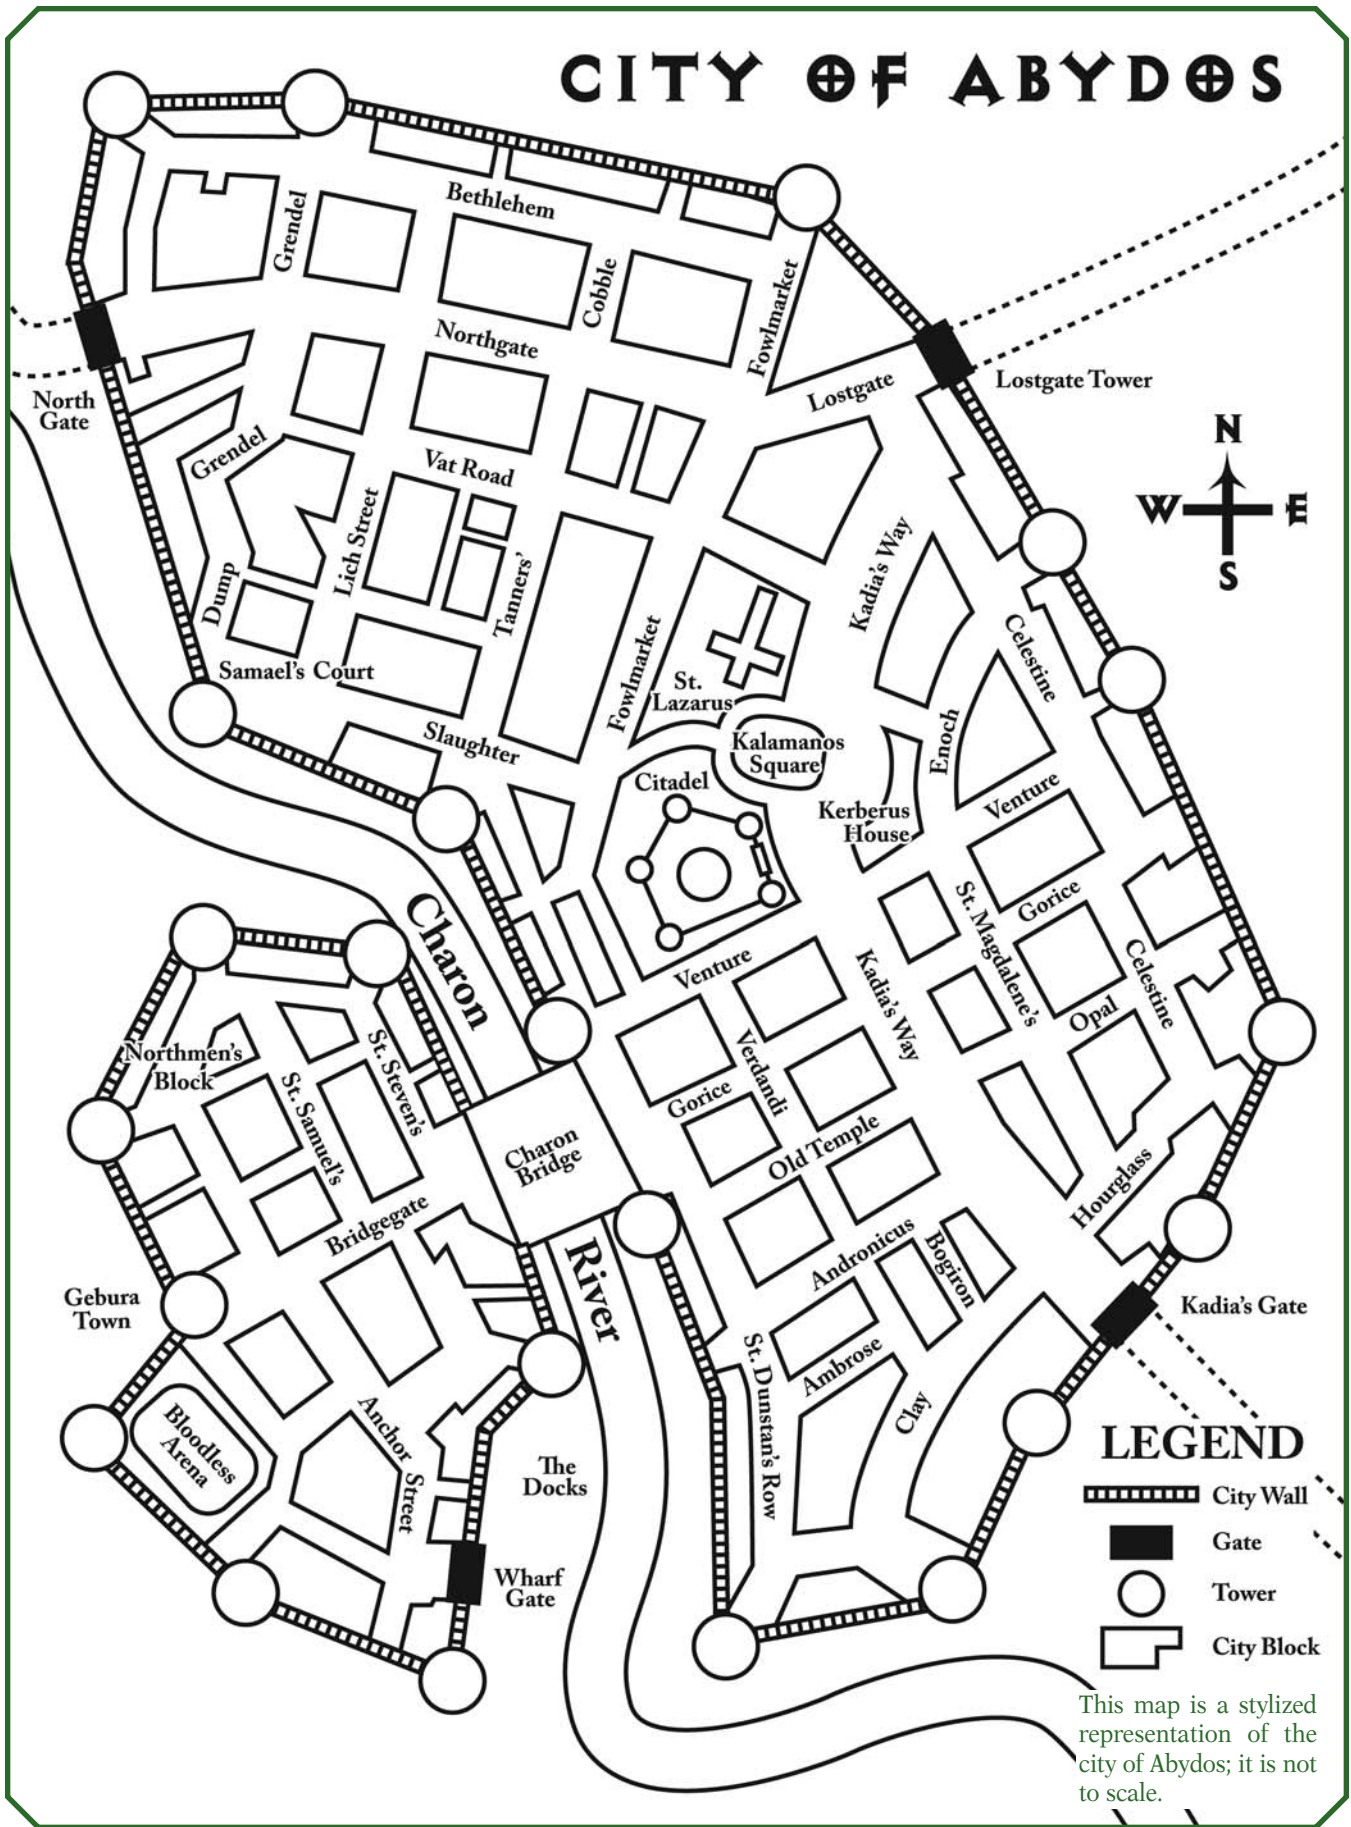 CITY OF ABYDOS
Bethlehem
Grendel
Cobble
Fowlmarket
Northgate
Lostgate
Lostgate Tower
North
Gate
N
W E
S
Grendel
Vat Road
Lich Street
Kadia's Way
Dump
Tanners'
Celestine
Fowlmarket
Samael's Court
St.
Lazarus
Slaughter
Kalamanos
Square
Enoch
Citadel
Venture
Kerberus
House
Gorice
St. Magdalene's
Charon
Venture
Kadia's Way
Celestine
Opal
Northmen's
Block
St. Steven's
Verdandi
Gorice
St. Samuel's
Charon
Bridge
Old Temple
Hourglass
Bridgegate
Andronicus
Bogiron
River
Gebura
Town
Kadia's Gate
Ambrose
St. Dunstan's Row
Clay
Anchor
Street
Bloodless
Arena
The
Docks
Wharf
Gate
LEGEND
City Wall
Gate
Tower
City Block
This map is a stylized
representation of the
city of Abydos; it is not
to scale.